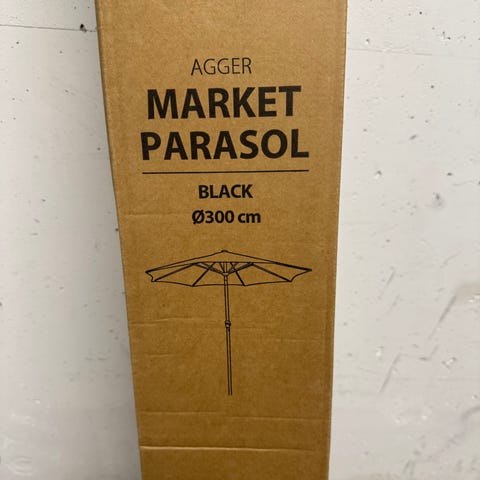 AGGER
MARKET
PARASOL
BLACK
Ø300 cm